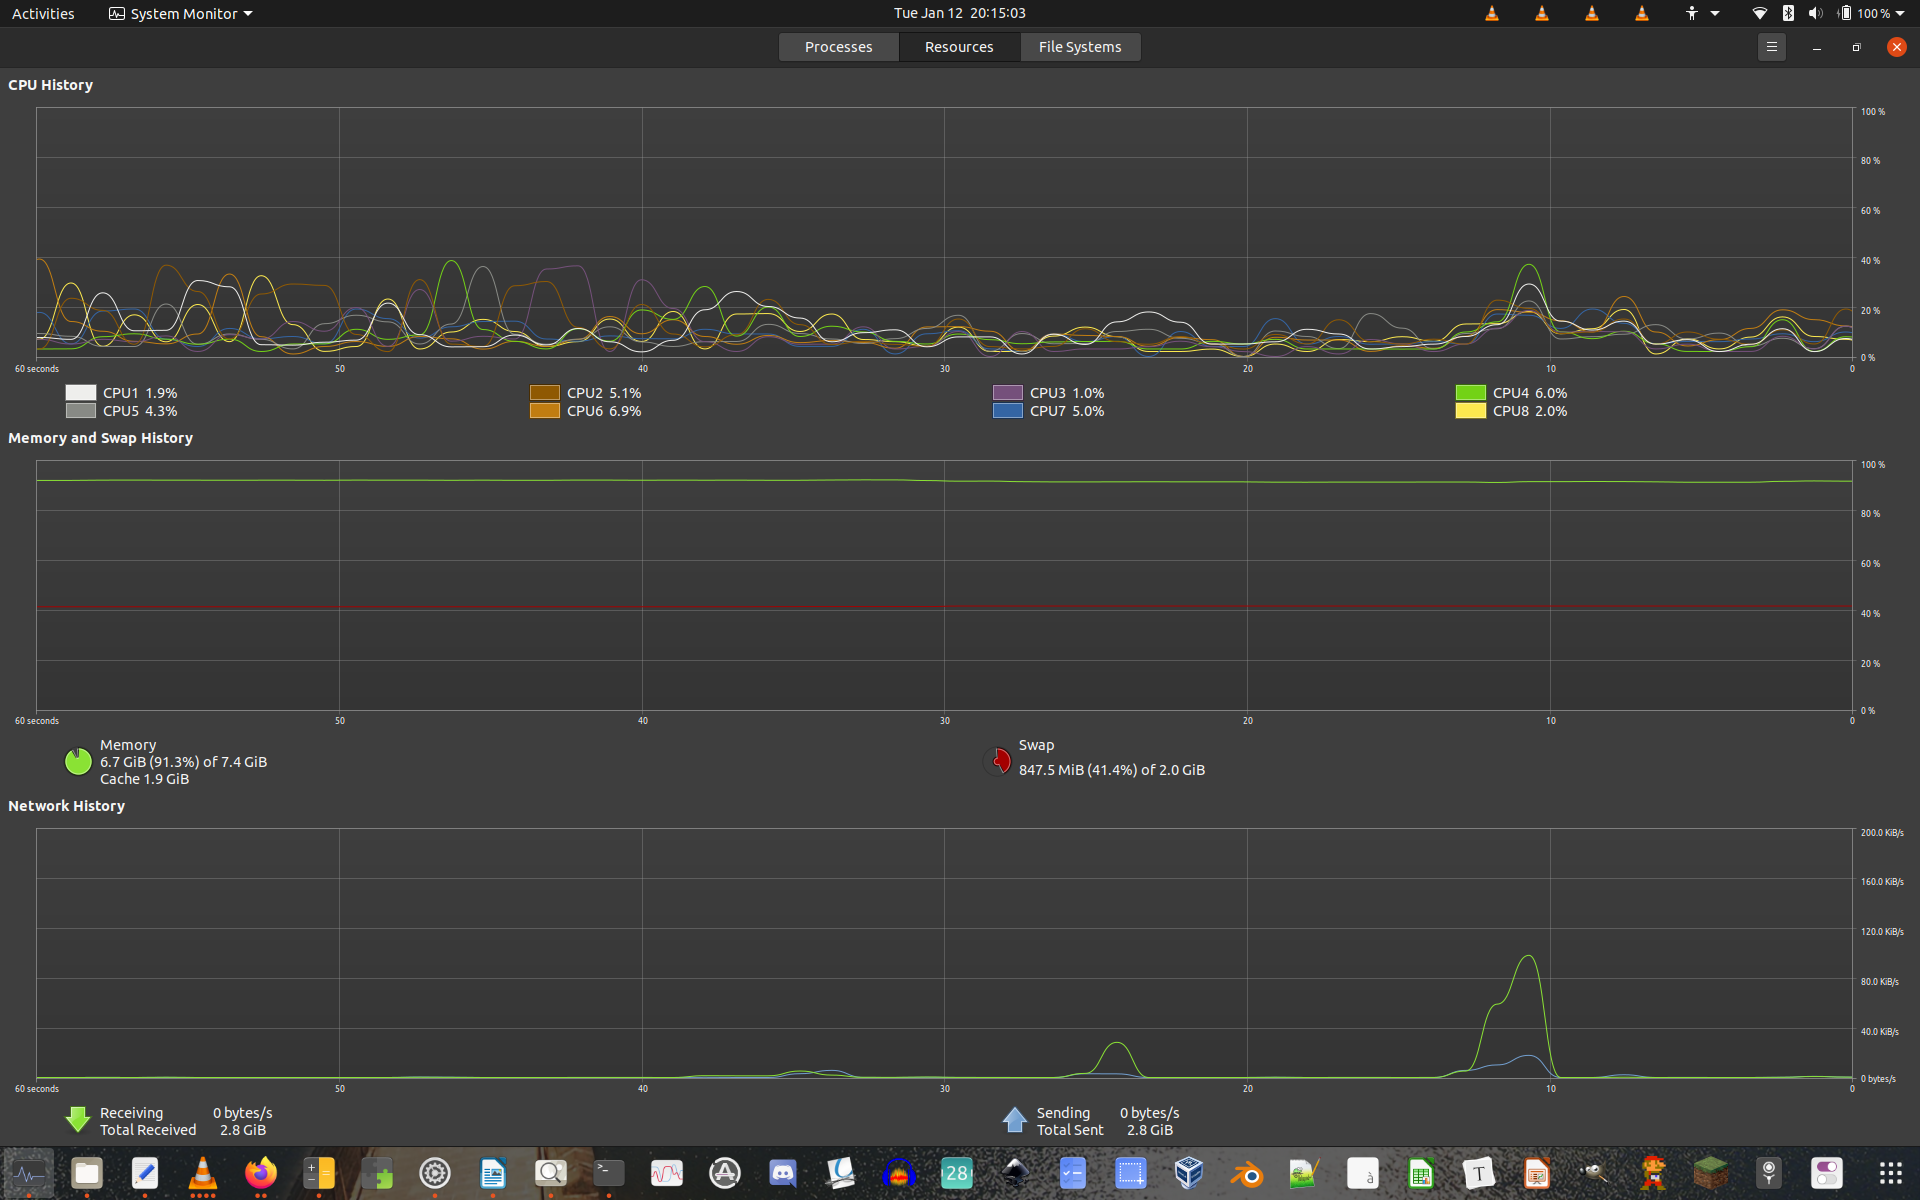 Activities System Monitor Tue Jan 12 20:15:03 100 %
Processes Resources File Systems
CPU History
100 %
80 %
60 %
40 %
20 %
0 %
60 seconds 50 40 30 20 10 0
CPU1 1.9% CPU2 5.1% CPU3 1.0% CPU4 6.0%
CPU5 4.3% CPU6 6.9% CPU7 5.0% CPU8 2.0%
Memory and Swap History
100 %
80 %
60 %
40 %
20 %
0 %
60 seconds 50 40 30 20 10 0
Memory
6.7 GiB (91.3%) of 7.4 GiB
Cache 1.9 GiB
Swap
847.5 MiB (41.4%) of 2.0 GiB
Network History
200.0 KiB/s
160.0 KiB/s
120.0 KiB/s
80.0 KiB/s
40.0 KiB/s
0 bytes/s
60 seconds 50 40 30 20 10 0
Receiving 0 bytes/s
Total Received 2.8 GiB
Sending 0 bytes/s
Total Sent 2.8 GiB
28 à T